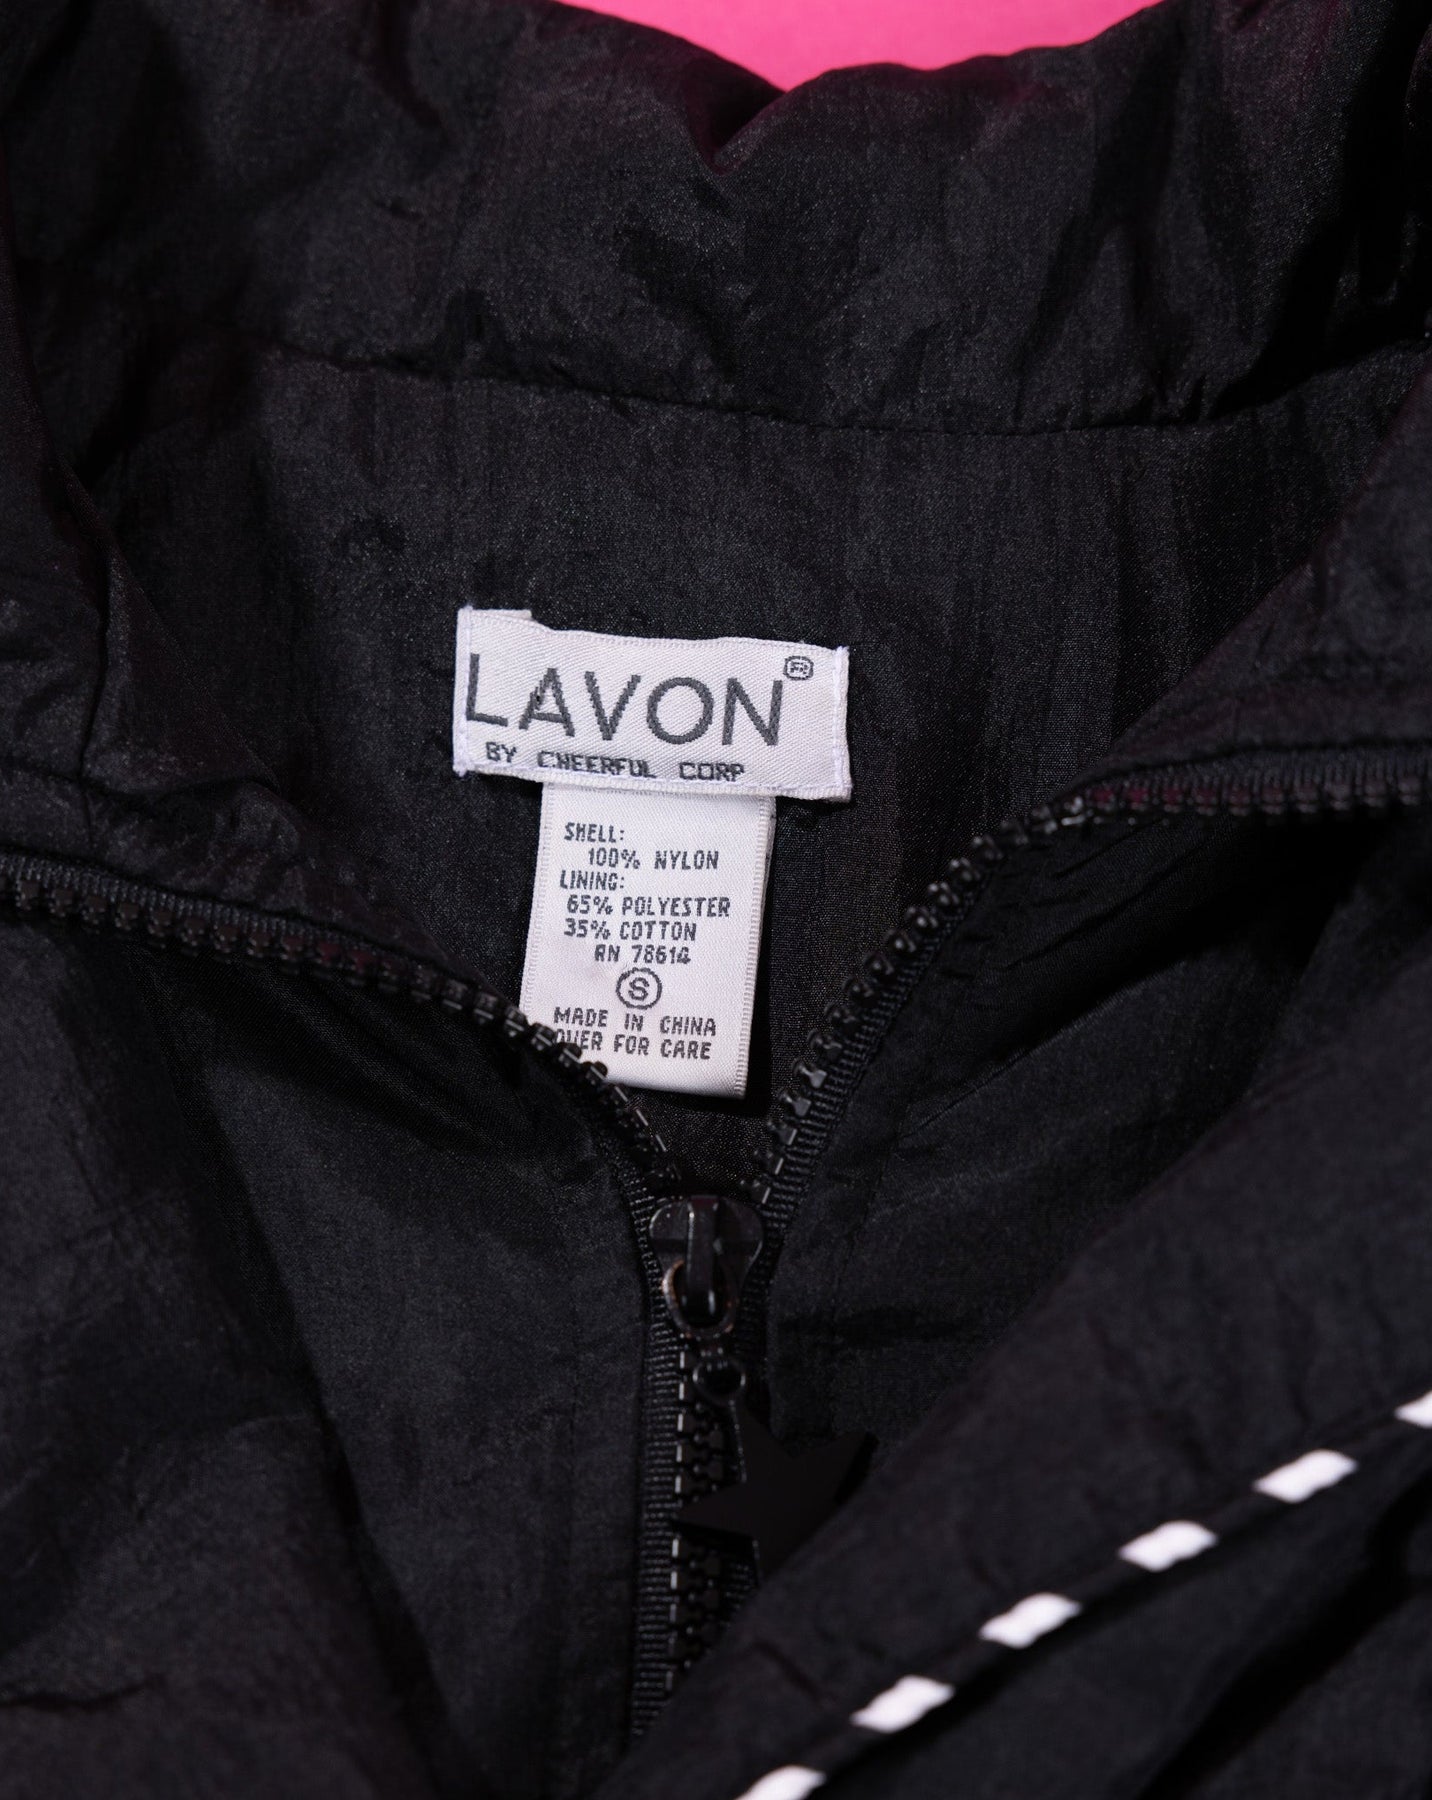 LAVON®
BY CHEERFUL CORP
SHELL:
100% NYLON
LINING:
65% POLYESTER
35% COTTON
RN 78614
S
MADE IN CHINA
OVER FOR CARE